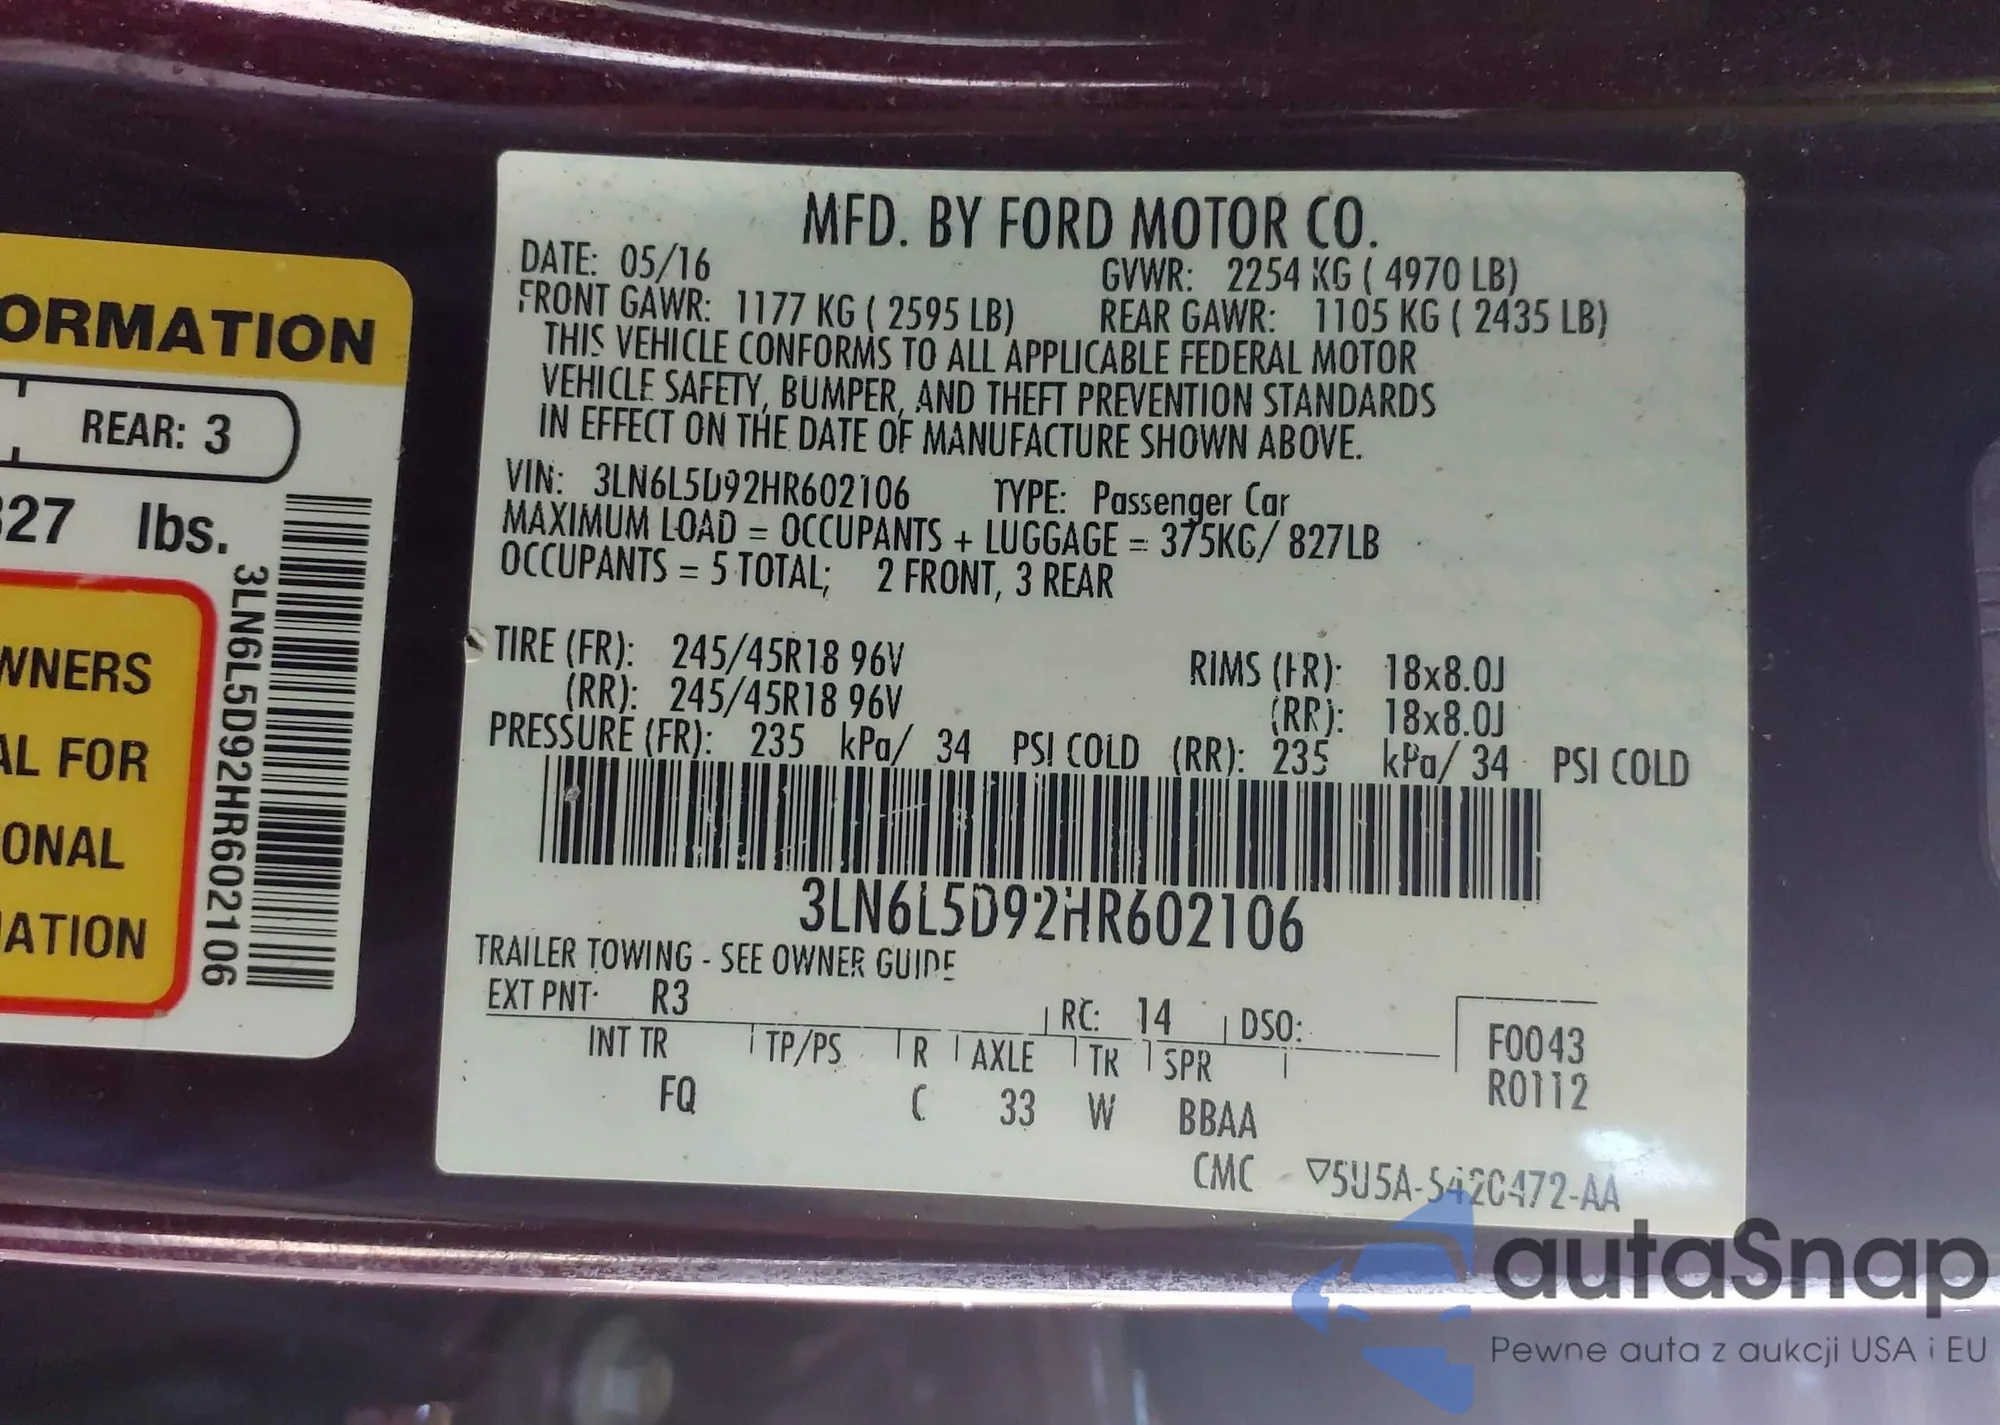 ORMATION
REAR: 3
327 lbs.
WNERS
AL FOR
ONAL
MATION
3LN6L5D92HR602106
MFD. BY FORD MOTOR CO.
DATE: 05/16 GVWR: 2254 KG ( 4970 LB)
FRONT GAWR: 1177 KG ( 2595 LB) REAR GAWR: 1105 KG ( 2435 LB)
THIS VEHICLE CONFORMS TO ALL APPLICABLE FEDERAL MOTOR
VEHICLE SAFETY, BUMPER, AND THEFT PREVENTION STANDARDS
IN EFFECT ON THE DATE OF MANUFACTURE SHOWN ABOVE.
VIN: 3LN6L5D92HR602106 TYPE: Passenger Car
MAXIMUM LOAD = OCCUPANTS + LUGGAGE = 375KG/ 827LB
OCCUPANTS = 5 TOTAL; 2 FRONT, 3 REAR
TIRE (FR): 245/45R18 96V RIMS (FR): 18x8.0J
(RR): 245/45R18 96V (RR): 18x8.0J
PRESSURE (FR): 235 kPa/ 34 PSI COLD (RR): 235 kPa/ 34 PSI COLD
3LN6L5D92HR602106
TRAILER TOWING - SEE OWNER GUIDE
EXT PNT: R3 RC: 14 DSO:
INT TR TP/PS R AXLE TR SPR F0043
FQ C 33 W BBAA R0112
CMC ▽5U5A-5420472-AA
autaSnap
Pewne auta z aukcji USA i EU